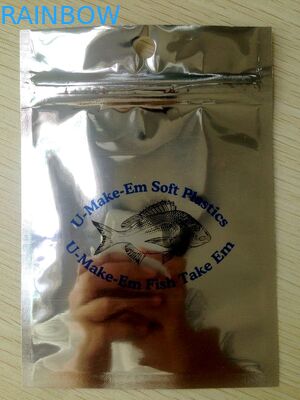 RAINBOW
U-Make-Em Soft Plastics
U-Make-Em Fish Take Em